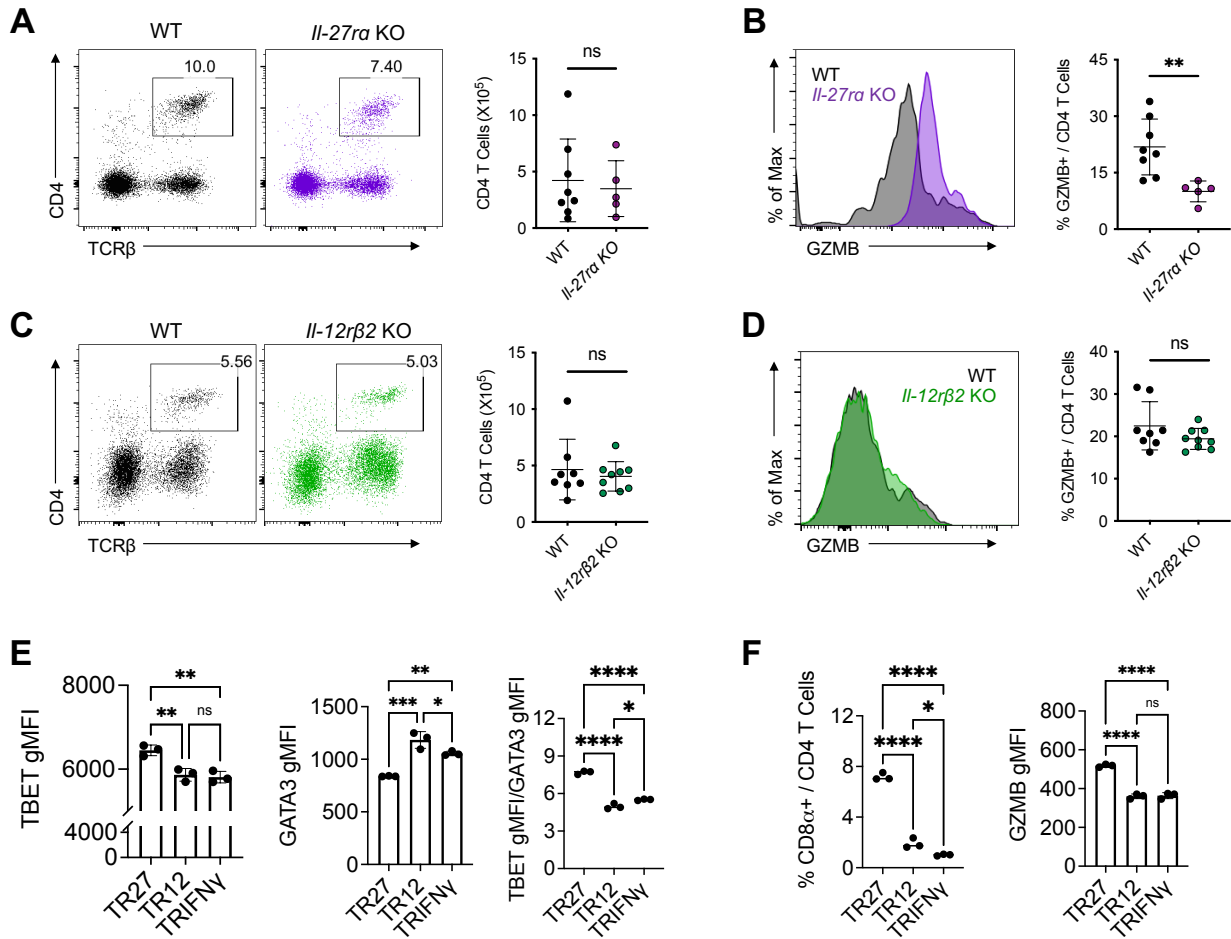 A
WT
Il-27rα KO
10.0
7.40
CD4
TCRβ
ns
15
10
5
0
CD4 T Cells (X10⁵)
WT
Il-27rα KO
B
WT
Il-27rα KO
% of Max
GZMB
**
45
30
15
0
% GZMB+ / CD4 T Cells
WT
Il-27rα KO
C
WT
Il-12rβ2 KO
5.56
5.03
CD4
TCRβ
ns
15
10
5
0
CD4 T Cells (X10⁵)
WT
Il-12rβ2 KO
D
WT
Il-12rβ2 KO
% of Max
GZMB
ns
40
30
20
10
0
% GZMB+ / CD4 T Cells
WT
Il-12rβ2 KO
E
**
** ns
8000
6000
4000
0
TBET gMFI
TR27
TR12
TRIFNγ
**
*** *
1500
1000
500
0
GATA3 gMFI
TR27
TR12
TRIFNγ
****
*
****
12
9
6
3
0
TBET gMFI/GATA3 gMFI
TR27
TR12
TRIFNγ
F
****
*
****
12
8
4
0
% CD8α+ / CD4 T Cells
TR27
TR12
TRIFNγ
****
ns
****
800
600
400
200
0
GZMB gMFI
TR27
TR12
TRIFNγ